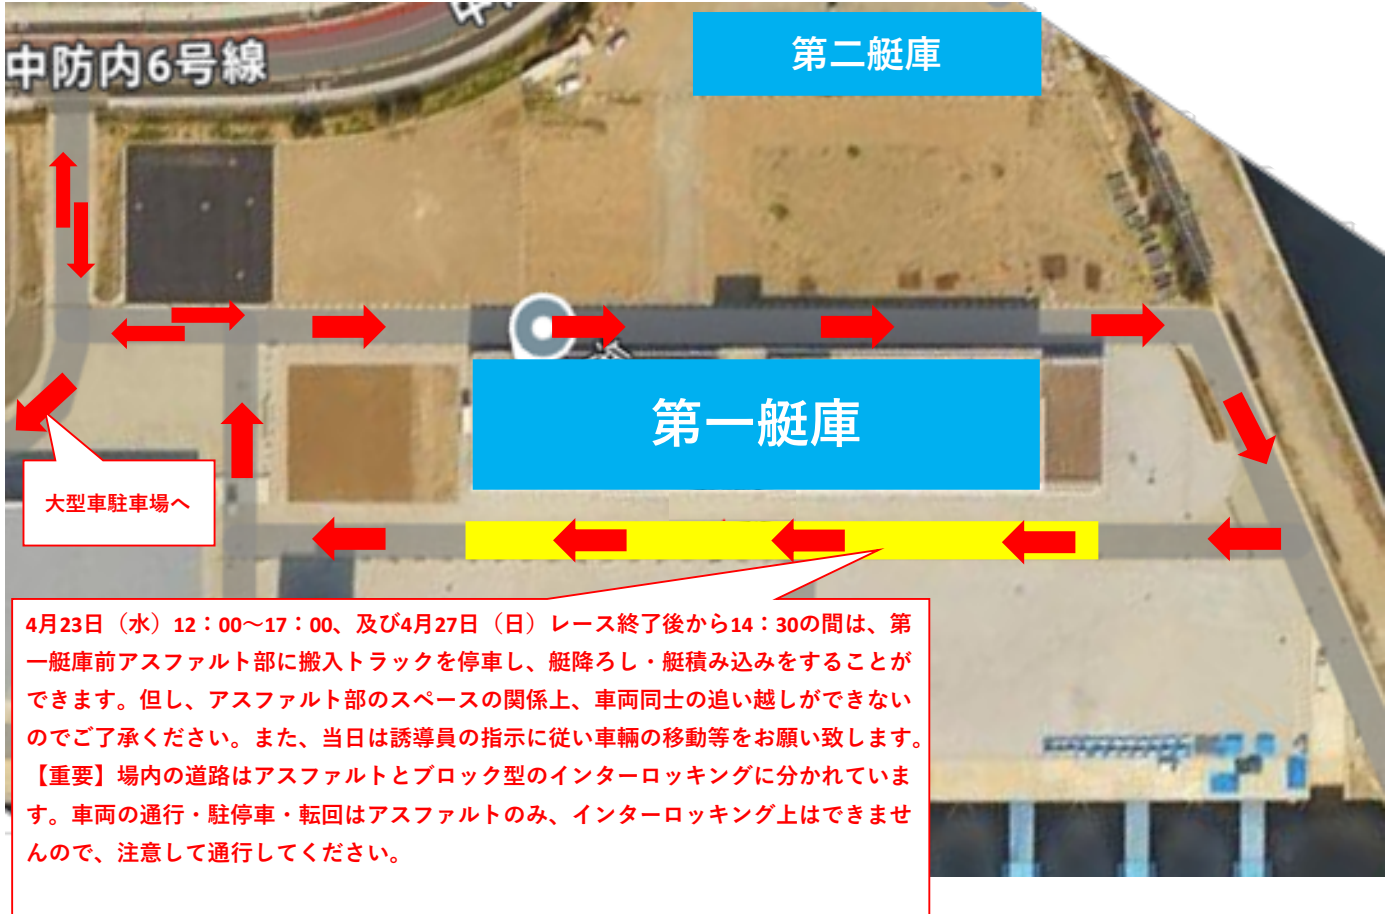 中防内6号線
第二艇庫
第一艇庫
大型車駐車場へ
4月23日（水）12：00～17：00、及び4月27日（日）レース終了後から14：30の間は、第
一艇庫前アスファルト部に搬入トラックを停車し、艇降ろし・艇積み込みをすることが
できます。但し、アスファルト部のスペースの関係上、車両同士の追い越しができない
のでご了承ください。また、当日は誘導員の指示に従い車輛の移動等をお願い致します。
【重要】場内の道路はアスファルトとブロック型のインターロッキングに分かれていま
す。車両の通行・駐停車・転回はアスファルトのみ、インターロッキング上はできませ
んので、注意して通行してください。